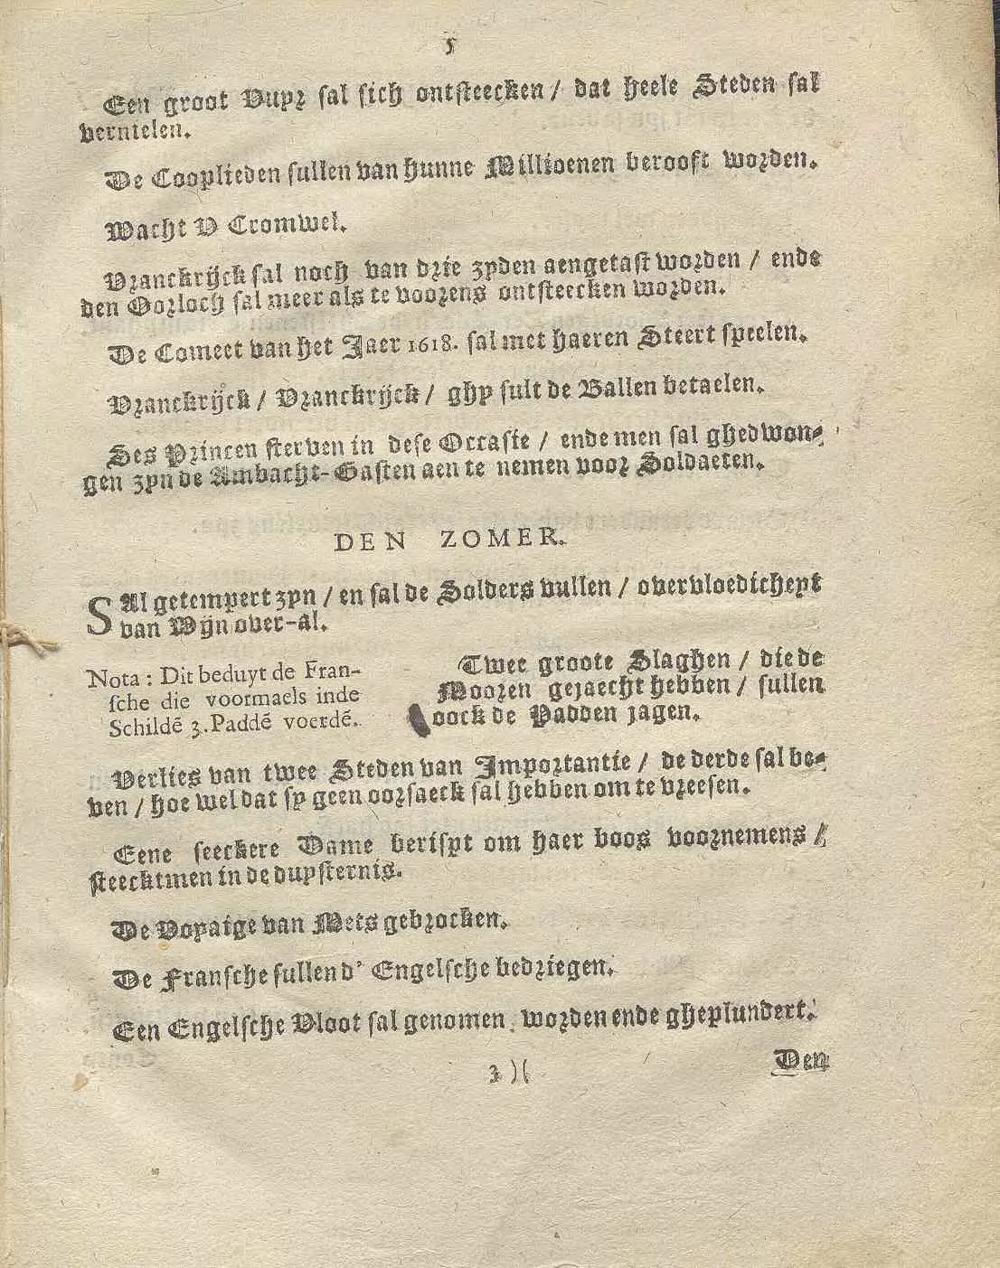 5
Een groot Vuyr sal sich ontsteecken / dat heele Steden sal
vernielen.
De Cooplieden sullen van hunne Millioenen berooft worden.
Wacht V Cromwel.
Vranckrijck sal noch van drie zyden aengetast worden / ende
den Oorloch sal meer als te voorens ontsteecken worden.
De Comeet van het Jaer 1618. sal met haeren Steert speelen.
Vranckrijck / Vranckrijck / ghy sult de Ballen betaelen.
Ses Princen sterven in dese Occasie / ende men sal ghedwon-
gen zyn de Ambacht-Gasten aen te nemen voor Soldaeten.
DEN ZOMER.
SAl getempert zyn / en sal de Solders vullen / overvloedicheyt
van Wijn over-al.
Nota : Dit beduyt de Fran-
sche die voormaels inde
Schildē 3. Paddē voerdē.
Twee groote Slaghen / die de
Mooren gejaecht hebben / sullen
oock de Padden jagen.
Verlies van twee Steden van Importantie / de derde sal be-
ven / hoe wel dat sy geen oorsaeck sal hebben om te vreesen.
Eene seeckere Dame berispt om haer boos voornemens /
steecktmen in de duysternis.
De Voyaige van Mets gebrocken.
De Fransche sullen d' Engelsche bedriegen.
Een Engelsche Vloot sal genomen worden ende gheplundert.
3 )(
Den